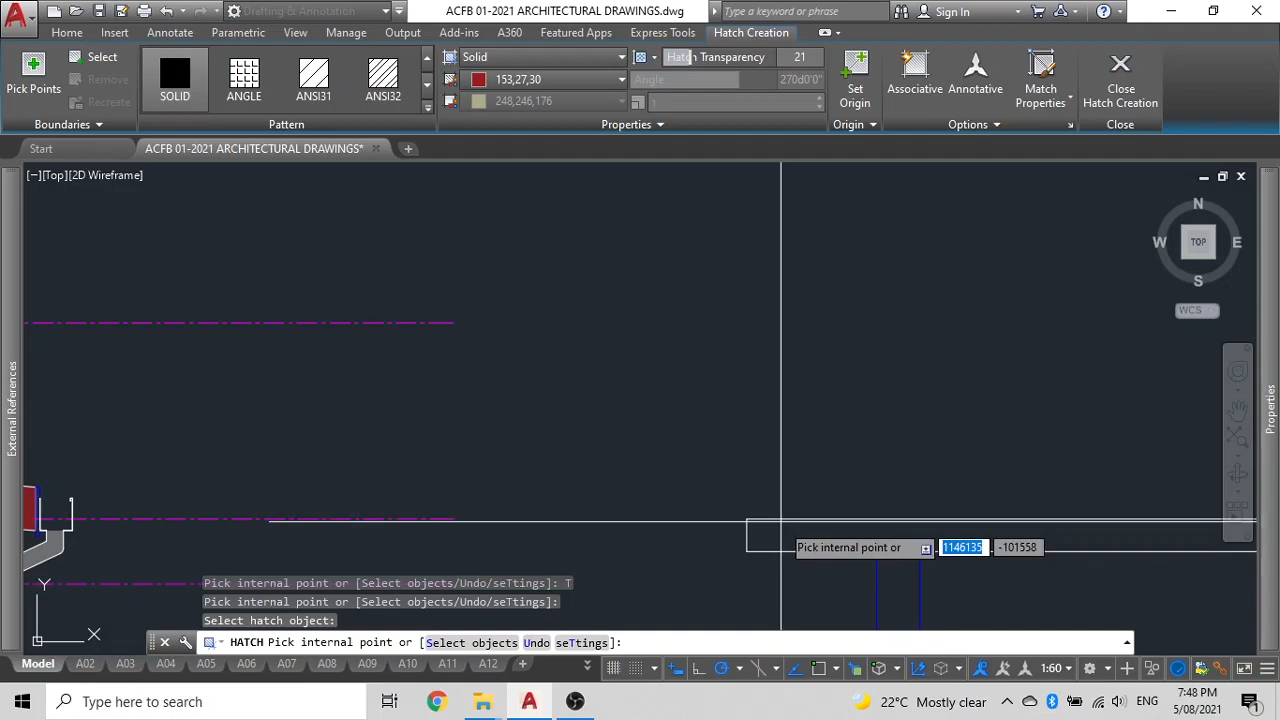 Drafting & Annotation
ACFB 01-2021 ARCHITECTURAL DRAWINGS.dwg
Type a keyword or phrase
Sign In
Home Insert Annotate Parametric View Manage Output Add-ins A360 Featured Apps Express Tools Hatch Creation
Pick Points
Select
Remove
Recreate
Boundaries
SOLID
ANGLE
ANSI31
ANSI32
Pattern
Solid
153,27,30
248,246,176
Hatch Transparency 21
Angle 270d0'0"
1
Properties
Set
Origin
Origin
Associative
Annotative
Match
Properties
Options
Close
Hatch Creation
Close
Start
ACFB 01-2021 ARCHITECTURAL DRAWINGS*
[−][Top][2D Wireframe]
N
W TOP E
S
WCS
External References
Properties
Pick internal point or 1146135 -101558
Y
X
Pick internal point or [Select objects/Undo/seTtings]: T
Pick internal point or [Select objects/Undo/seTtings]:
Select hatch object:
HATCH Pick internal point or [Select objects Undo seTtings]:
Model A02 A03 A04 A05 A06 A07 A08 A09 A10 A11 A12
1:60
Type here to search
22°C Mostly clear
ENG
7:48 PM
5/08/2021
1